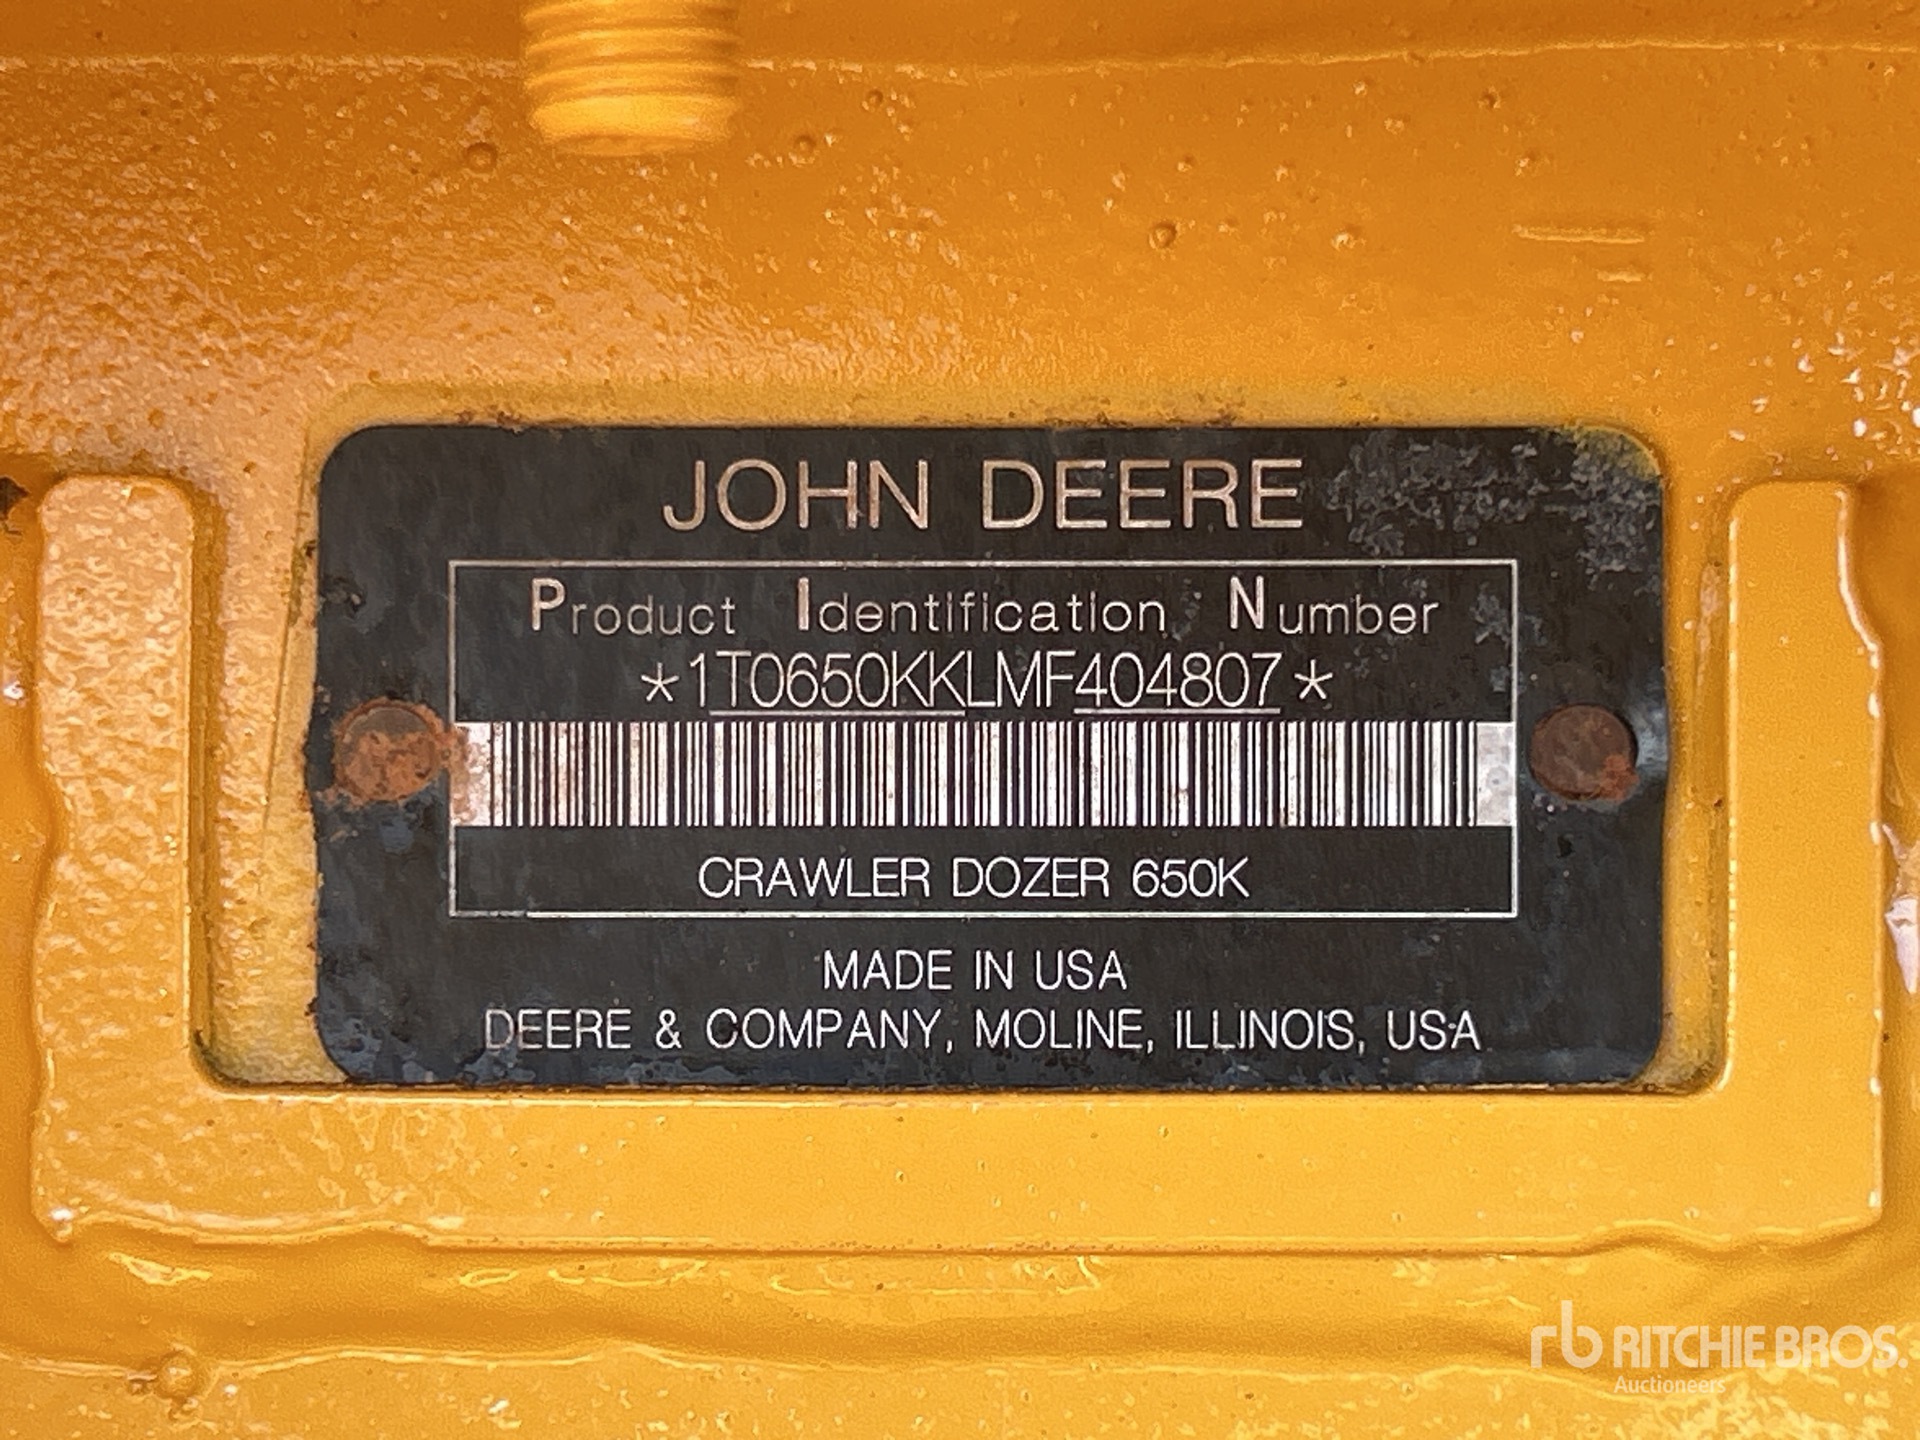 JOHN DEERE
Product Identification Number
*1T0650KKLMF404807*
CRAWLER DOZER 650K
MADE IN USA
DEERE & COMPANY, MOLINE, ILLINOIS, USA
rb RITCHIE BROS.
Auctioneers